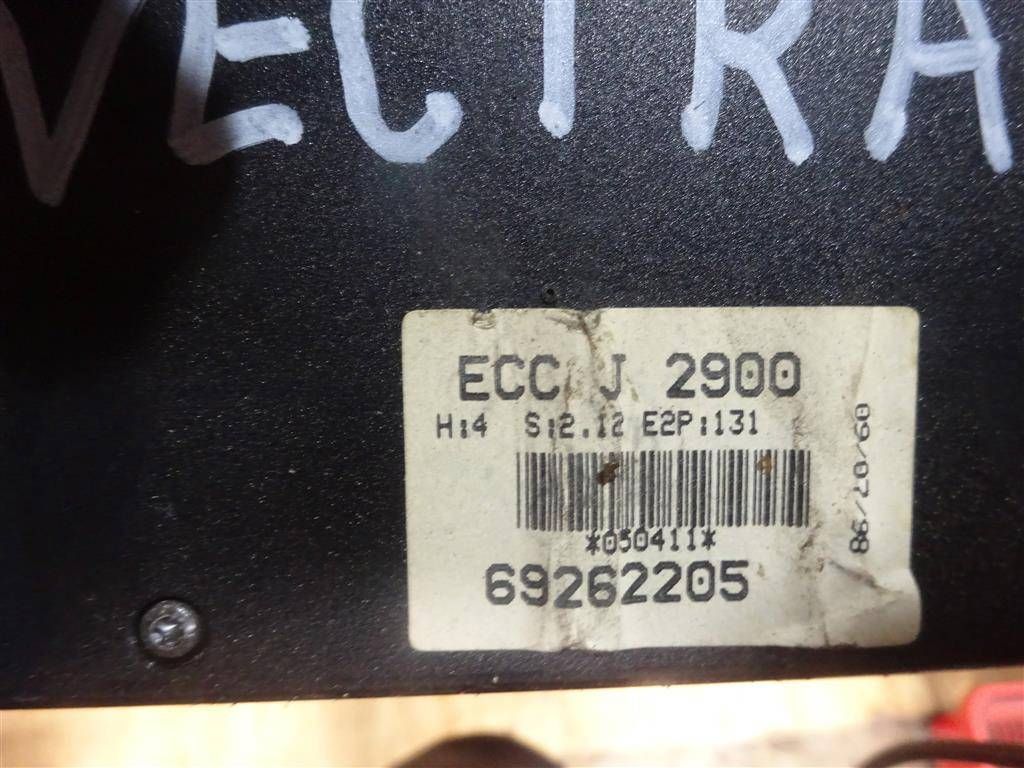 VECTRA
ECC J 2900
H:4 S:2.12 E2P:131
*050411*
69262205
09/07/98